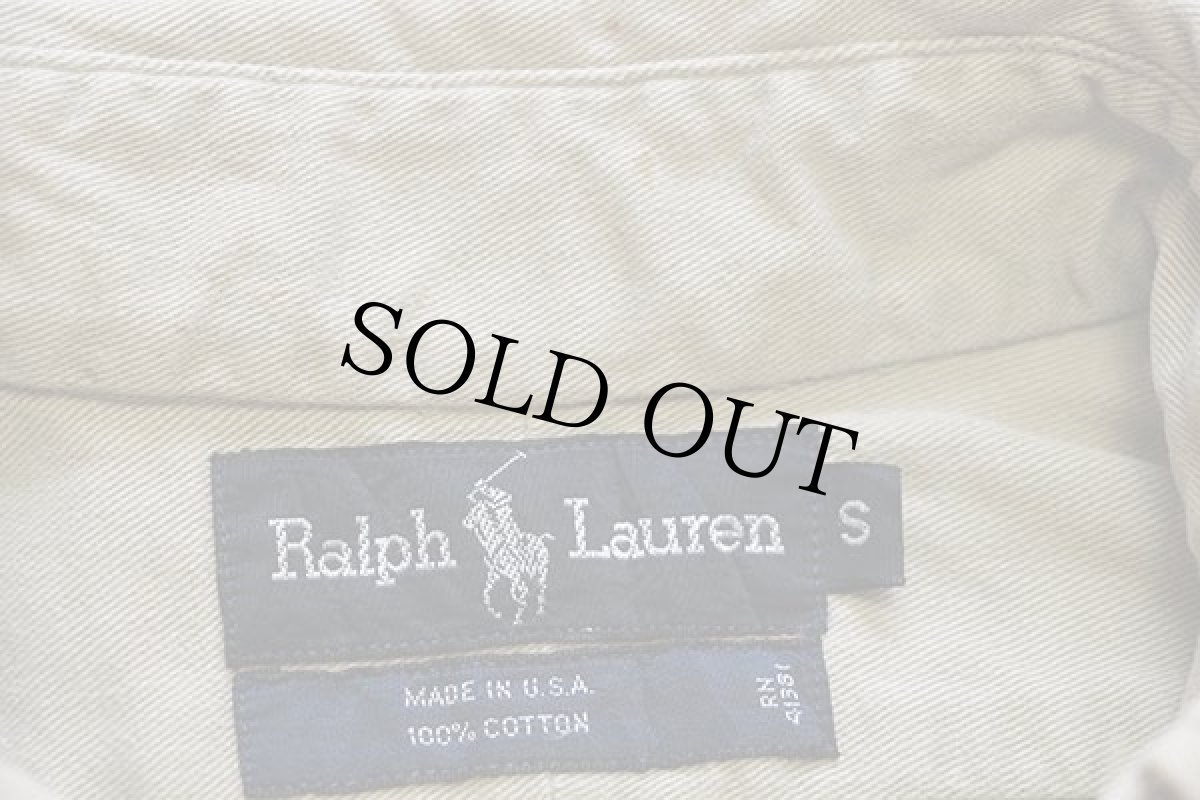 SOLD OUT
Ralph Lauren
S
MADE IN U.S.A.
100% COTTON
RN
41381